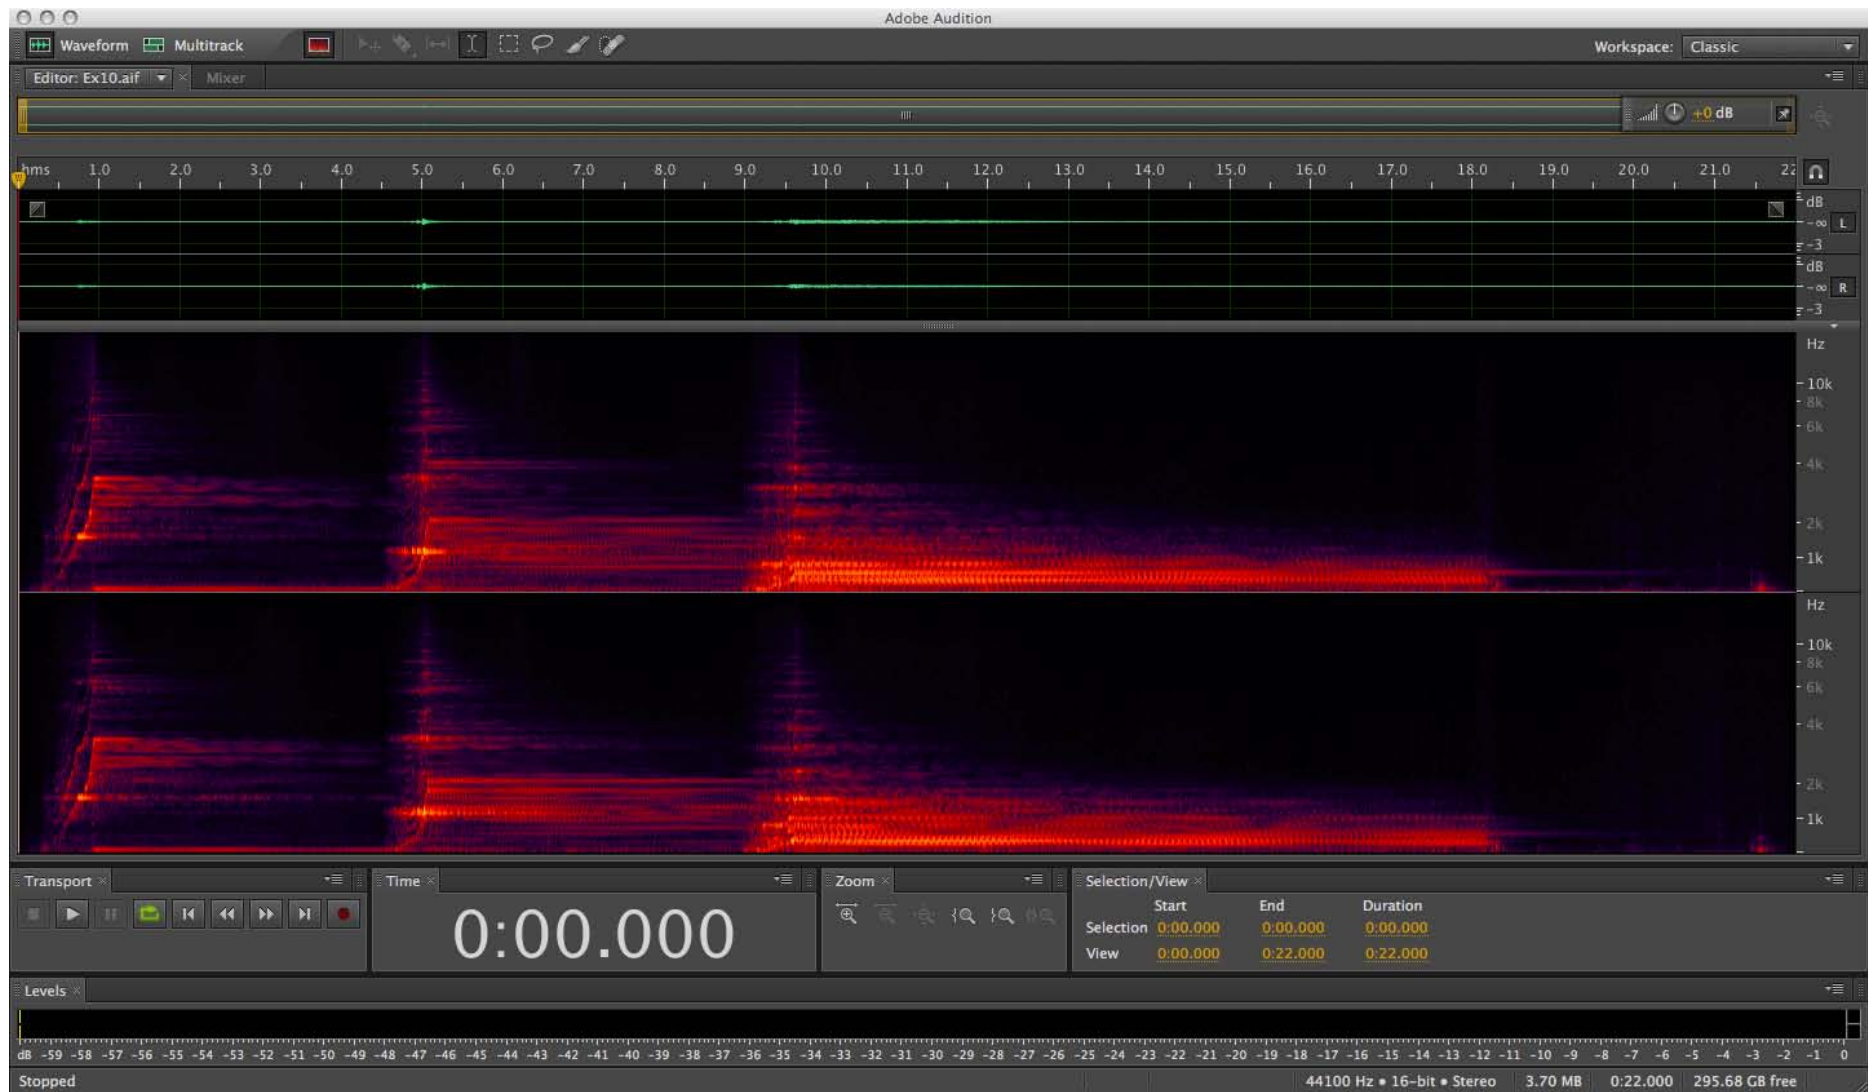 Adobe Audition
Waveform Multitrack Workspace: Classic
Editor: Ex10.aif Mixer
+0 dB
hms 1.0 2.0 3.0 4.0 5.0 6.0 7.0 8.0 9.0 10.0 11.0 12.0 13.0 14.0 15.0 16.0 17.0 18.0 19.0 20.0 21.0 22
dB
-∞ L
-3
dB
-∞ R
-3
Hz
10k
8k
6k
4k
2k
1k
Hz
10k
8k
6k
4k
2k
1k
Transport Time Zoom Selection/View
Start End Duration
Selection 0:00.000 0:00.000 0:00.000
View 0:00.000 0:22.000 0:22.000
0:00.000
Levels
dB -59 -58 -57 -56 -55 -54 -53 -52 -51 -50 -49 -48 -47 -46 -45 -44 -43 -42 -41 -40 -39 -38 -37 -36 -35 -34 -33 -32 -31 -30 -29 -28 -27 -26 -25 -24 -23 -22 -21 -20 -19 -18 -17 -16 -15 -14 -13 -12 -11 -10 -9 -8 -7 -6 -5 -4 -3 -2 -1 0
Stopped 44100 Hz • 16-bit • Stereo 3.70 MB 0:22.000 295.68 GB free